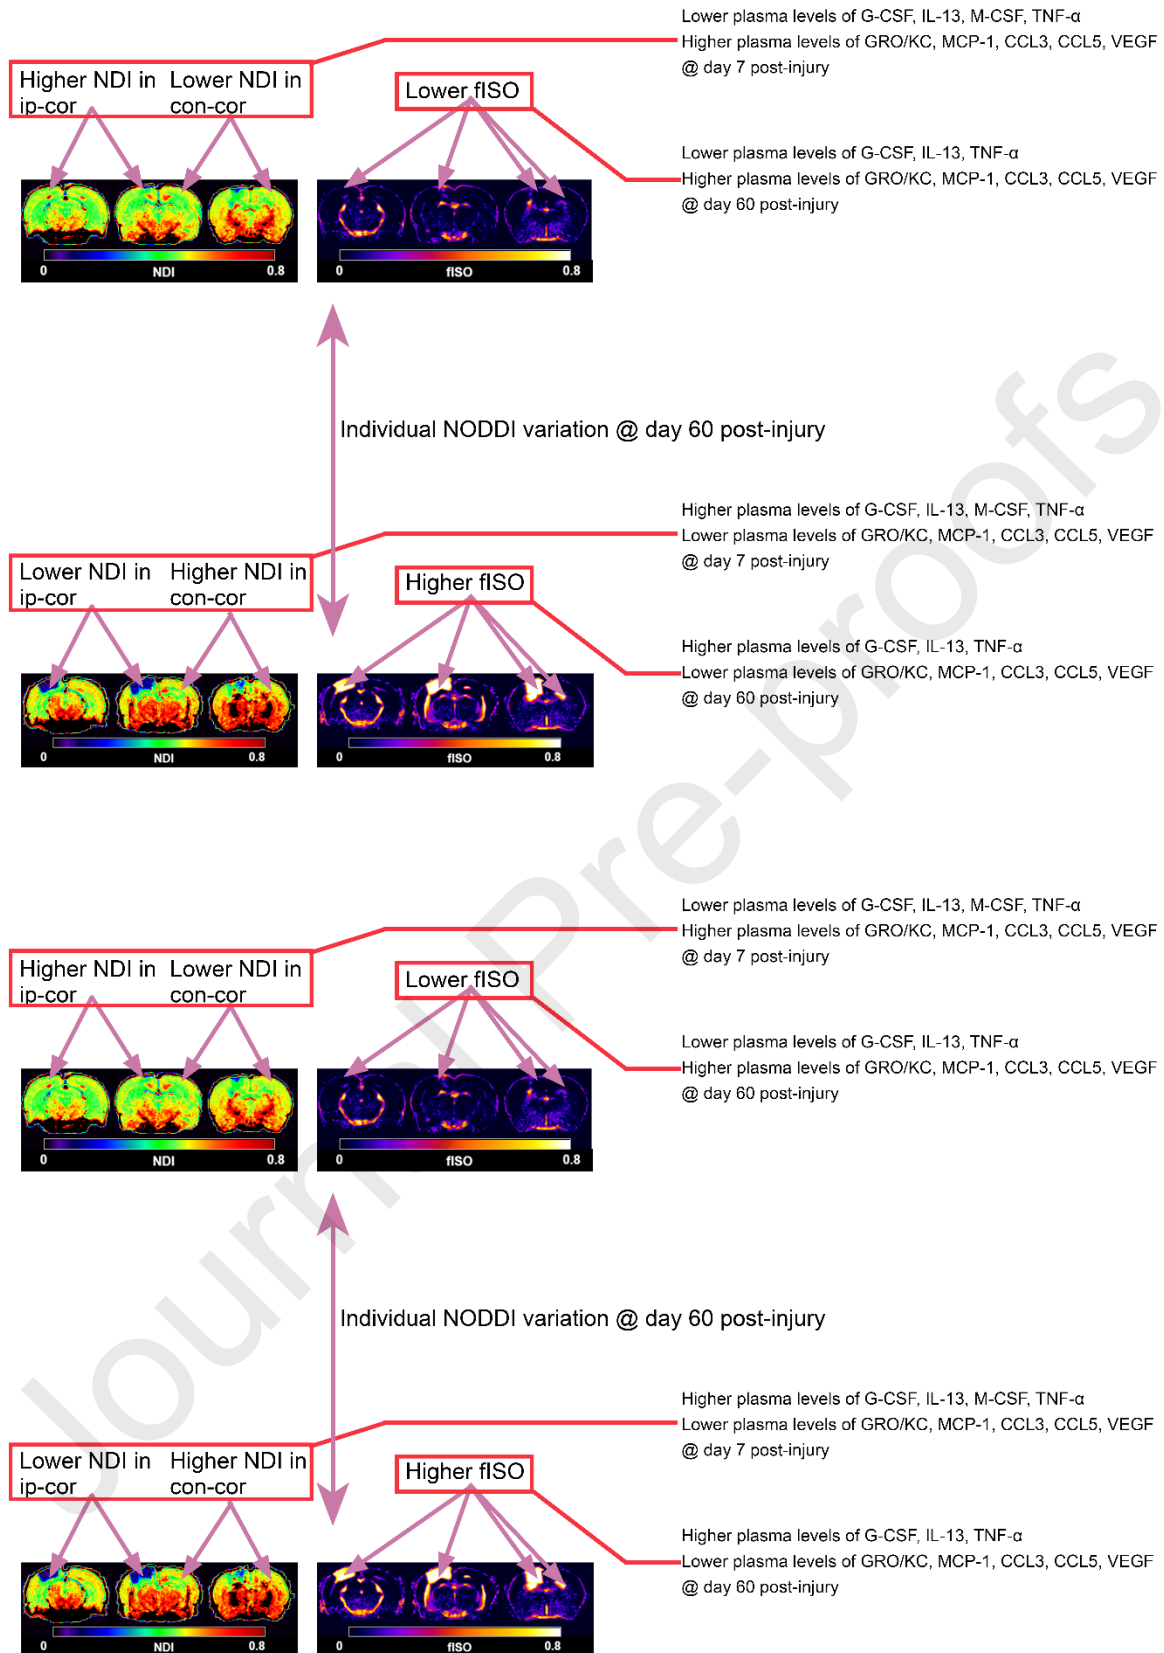 Lower plasma levels of G-CSF, IL-13, M-CSF, TNF-α
Higher plasma levels of GRO/KC, MCP-1, CCL3, CCL5, VEGF
@ day 7 post-injury
Higher NDI in
ip-cor
Lower NDI in
con-cor
Lower fISO
Lower plasma levels of G-CSF, IL-13, TNF-α
Higher plasma levels of GRO/KC, MCP-1, CCL3, CCL5, VEGF
@ day 60 post-injury
0 NDI 0.8
0 fISO 0.8
Individual NODDI variation @ day 60 post-injury
Higher plasma levels of G-CSF, IL-13, M-CSF, TNF-α
Lower plasma levels of GRO/KC, MCP-1, CCL3, CCL5, VEGF
@ day 7 post-injury
Lower NDI in
ip-cor
Higher NDI in
con-cor
Higher fISO
Higher plasma levels of G-CSF, IL-13, TNF-α
Lower plasma levels of GRO/KC, MCP-1, CCL3, CCL5, VEGF
@ day 60 post-injury
0 NDI 0.8
0 fISO 0.8
Lower plasma levels of G-CSF, IL-13, M-CSF, TNF-α
Higher plasma levels of GRO/KC, MCP-1, CCL3, CCL5, VEGF
@ day 7 post-injury
Higher NDI in
ip-cor
Lower NDI in
con-cor
Lower fISO
Lower plasma levels of G-CSF, IL-13, TNF-α
Higher plasma levels of GRO/KC, MCP-1, CCL3, CCL5, VEGF
@ day 60 post-injury
0 NDI 0.8
0 fISO 0.8
Individual NODDI variation @ day 60 post-injury
Higher plasma levels of G-CSF, IL-13, M-CSF, TNF-α
Lower plasma levels of GRO/KC, MCP-1, CCL3, CCL5, VEGF
@ day 7 post-injury
Lower NDI in
ip-cor
Higher NDI in
con-cor
Higher fISO
Higher plasma levels of G-CSF, IL-13, TNF-α
Lower plasma levels of GRO/KC, MCP-1, CCL3, CCL5, VEGF
@ day 60 post-injury
0 NDI 0.8
0 fISO 0.8
Journal Pre-proofs